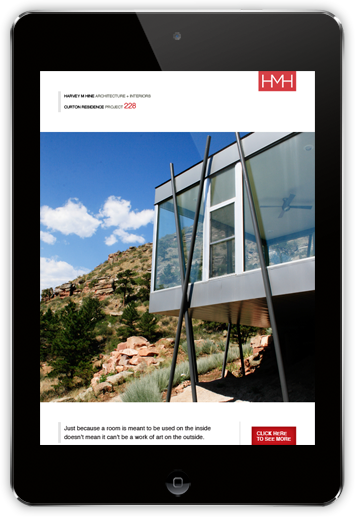 HMH
HARVEY M HINE ARCHITECTURE + INTERIORS
CURTON RESIDENCE PROJECT 228
Just because a room is meant to be used on the inside
doesn't mean it can't be a work of art on the outside.
CLICK HERE
TO SEE MORE